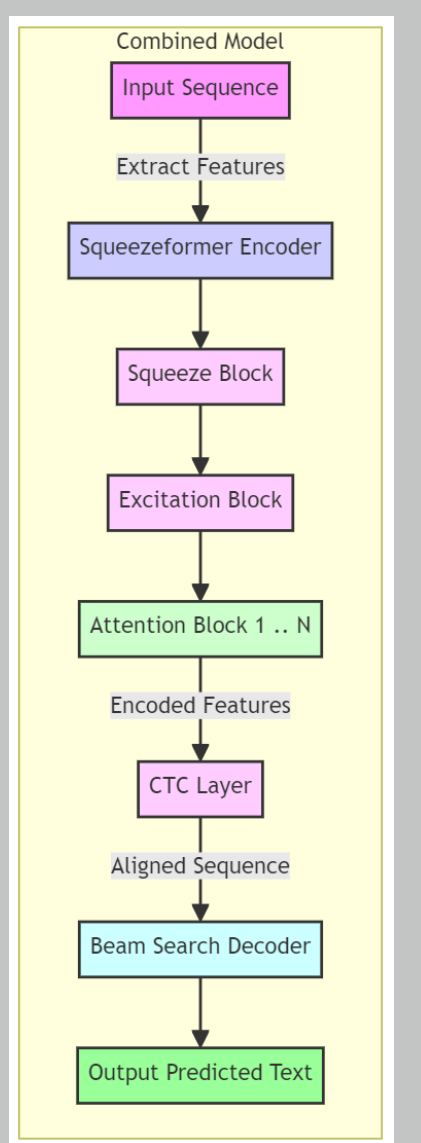 Combined Model
Input Sequence
Extract Features
Squeezeformer Encoder
Squeeze Block
Excitation Block
Attention Block 1 .. N
Encoded Features
CTC Layer
Aligned Sequence
Beam Search Decoder
Output Predicted Text